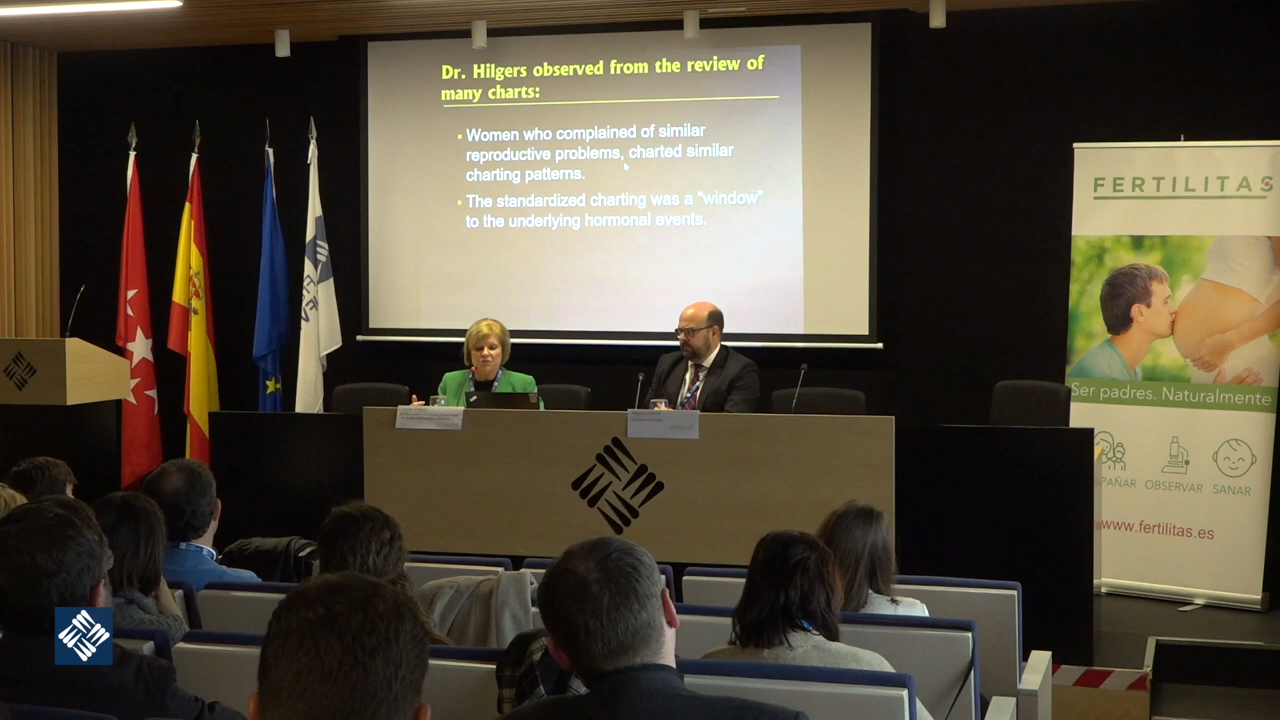 Dr. Hilgers observed from the review of
many charts:
Women who complained of similar
reproductive problems, charted similar
charting patterns.
The standardized charting was a "window"
to the underlying hormonal events.
FERTILITAS
Ser padres. Naturalmente
PAÑAR OBSERVAR SANAR
www.fertilitas.es